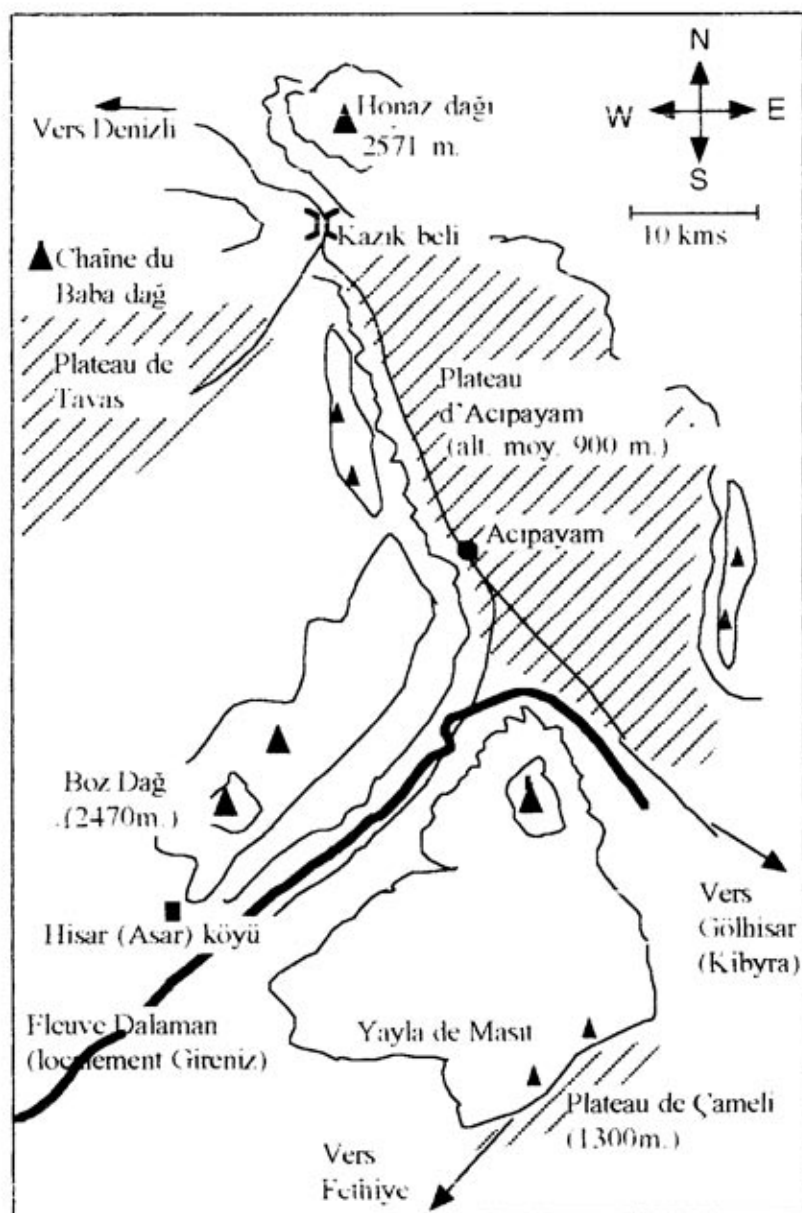 N
W E
S
10 kms
Vers Denizli
Honaz dağı
2571 m.
Kazık beli
Chaîne du
Baba dağ
Plateau de
Tavas
Plateau
d'Acıpayam
(alt. moy. 900 m.)
Acıpayam
Boz Dağ
.(2470m.)
Hisar (Asar) köyü
Vers
Gölhisar
(Kibyra)
Fleuve Dalaman
(localement Gireniz)
Yayla de Masıt
Plateau de Çameli
(1300m.)
Vers
Fethiye